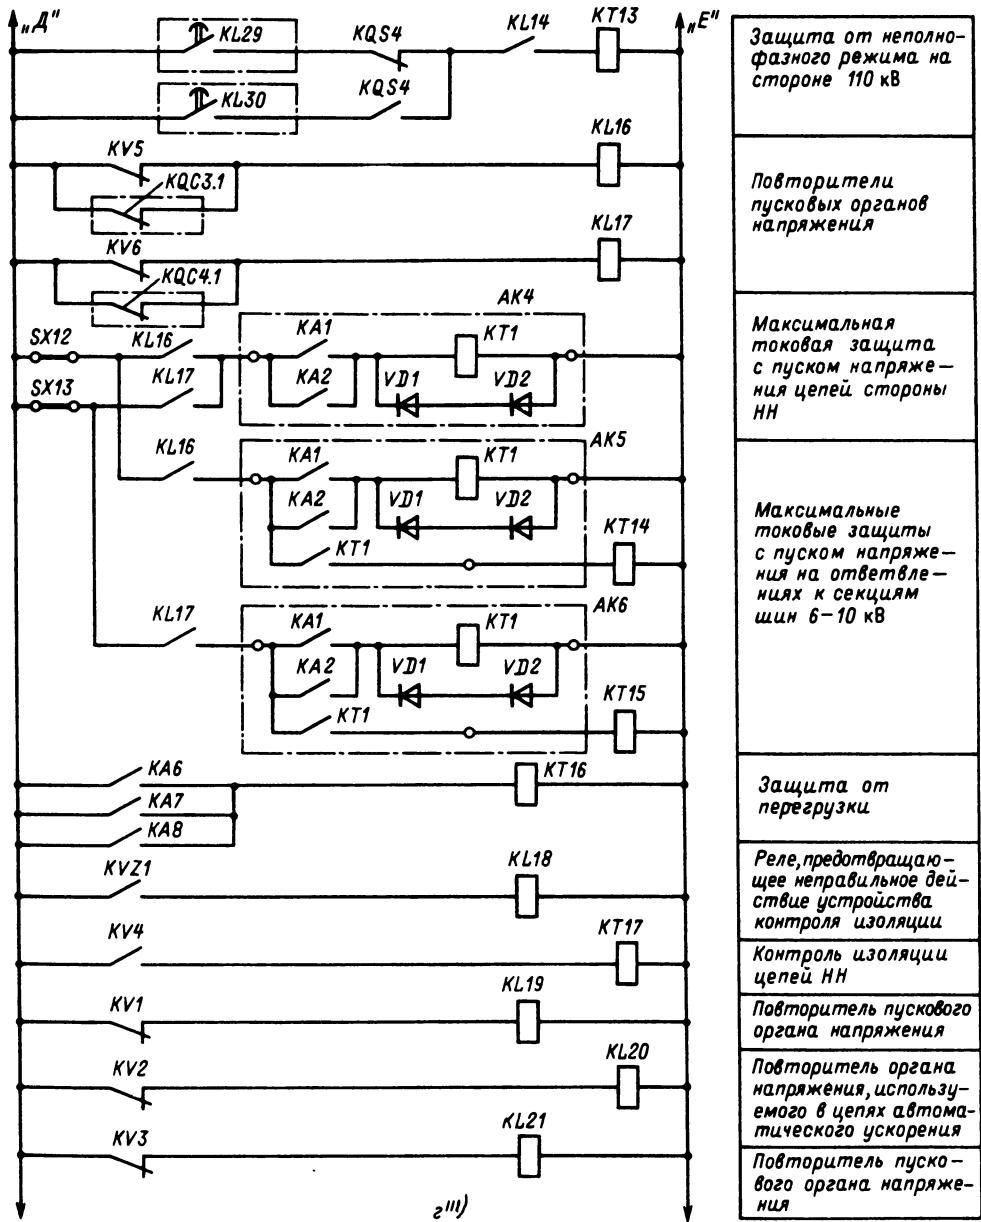 „Д"
„Е"
KL29
KQS4
KL14
KT13
KL30
KQS4
Защита от неполно-
фазного режима на
стороне 110 кВ
KV5
KL16
KQC3.1
KV6
KL17
KQC4.1
Повторители
пусковых органов
напряжения
AK4
SX12
KL16
KA1
KT1
SX13
KL17
KA2
VD1
VD2
Максимальная
токовая защита
с пуском напряже-
ния цепей стороны
НН
AK5
KL16
KA1
KT1
KA2
VD1
VD2
KT1
KT14
AK6
KL17
KA1
KT1
KA2
VD1
VD2
KT1
KT15
Максимальные
токовые защиты
с пуском напряже-
ния на ответвле-
ниях к секциям
шин 6-10 кВ
KA6
KT16
KA7
KA8
Защита от
перегрузки
KVZ1
KL18
Реле, предотвращаю-
щее неправильное дей-
ствие устройства
контроля изоляции
KV4
KT17
Контроль изоляции
цепей НН
KV1
KL19
Повторитель пускового
органа напряжения
KV2
KL20
Повторитель органа
напряжения, использу-
емого в цепях автома-
тического ускорения
KV3
KL21
Повторитель пуско-
вого органа напряже-
ния
г''')